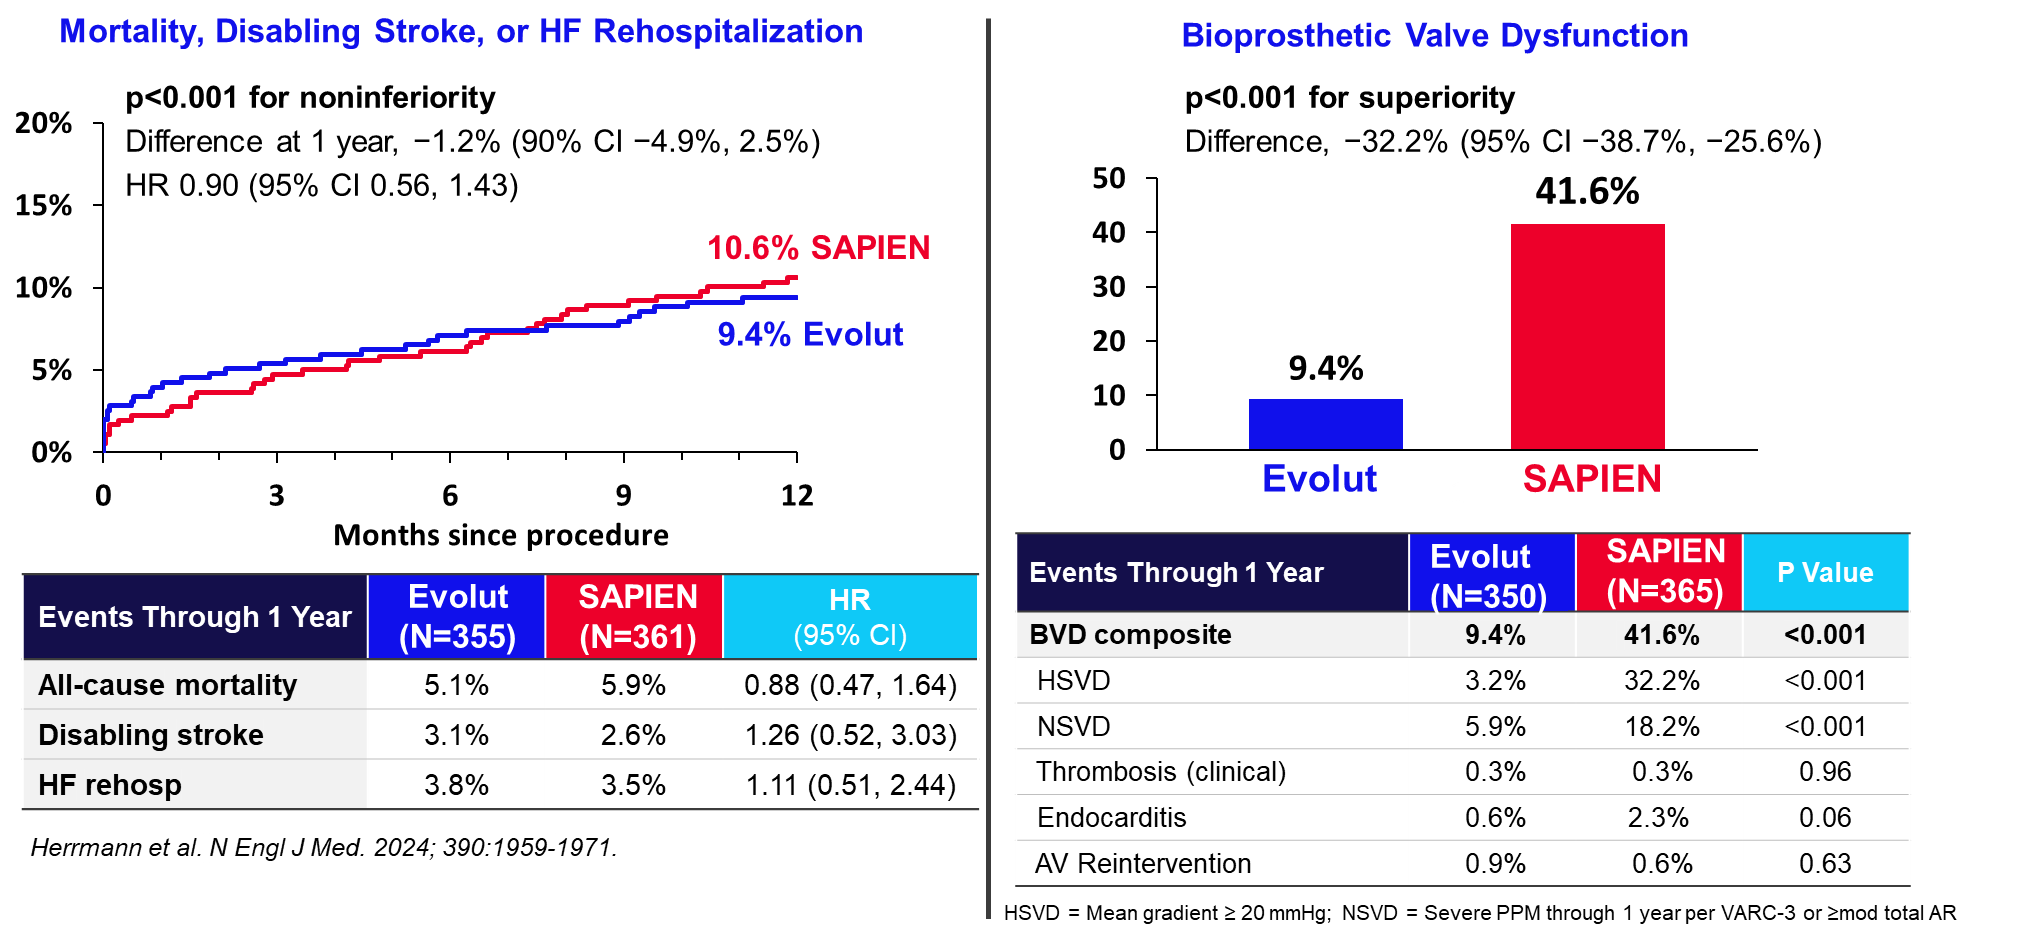 Mortality, Disabling Stroke, or HF Rehospitalization
p<0.001 for noninferiority
Difference at 1 year, −1.2% (90% CI −4.9%, 2.5%)
HR 0.90 (95% CI 0.56, 1.43)
20%
15%
10%
5%
0%
10.6% SAPIEN
9.4% Evolut
0 3 6 9 12
Months since procedure
Events Through 1 Year Evolut (N=355) SAPIEN (N=361) HR (95% CI)
All-cause mortality 5.1% 5.9% 0.88 (0.47, 1.64)
Disabling stroke 3.1% 2.6% 1.26 (0.52, 3.03)
HF rehosp 3.8% 3.5% 1.11 (0.51, 2.44)
Herrmann et al. N Engl J Med. 2024; 390:1959-1971.
Bioprosthetic Valve Dysfunction
p<0.001 for superiority
Difference, −32.2% (95% CI −38.7%, −25.6%)
50
40
30
20
10
0
9.4%
41.6%
Evolut SAPIEN
Events Through 1 Year Evolut (N=350) SAPIEN (N=365) P Value
BVD composite 9.4% 41.6% <0.001
HSVD 3.2% 32.2% <0.001
NSVD 5.9% 18.2% <0.001
Thrombosis (clinical) 0.3% 0.3% 0.96
Endocarditis 0.6% 2.3% 0.06
AV Reintervention 0.9% 0.6% 0.63
HSVD = Mean gradient ≥ 20 mmHg; NSVD = Severe PPM through 1 year per VARC-3 or ≥mod total AR